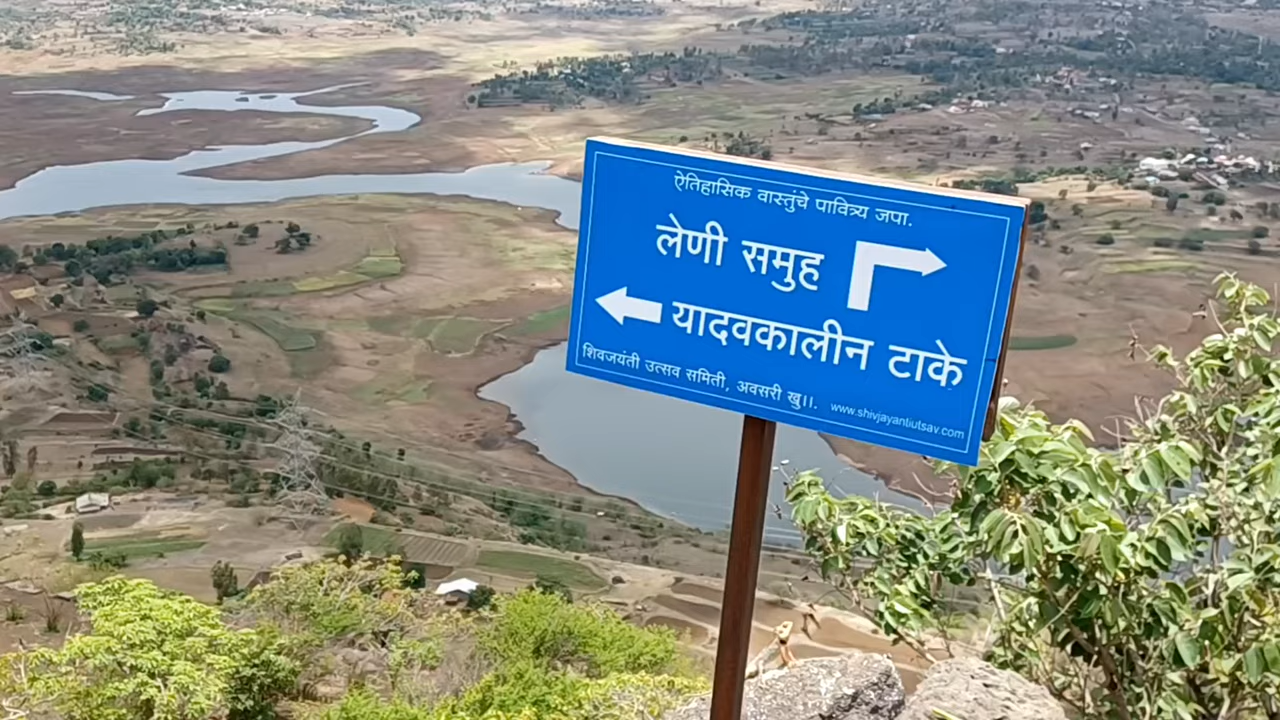 ऐतिहासिक वास्तुंचे पावित्र्य जपा.
लेणी समुह
यादवकालीन टाके
शिवजयंती उत्सव समिती, अवसरी खु।।. www.shivjayantiutsav.com